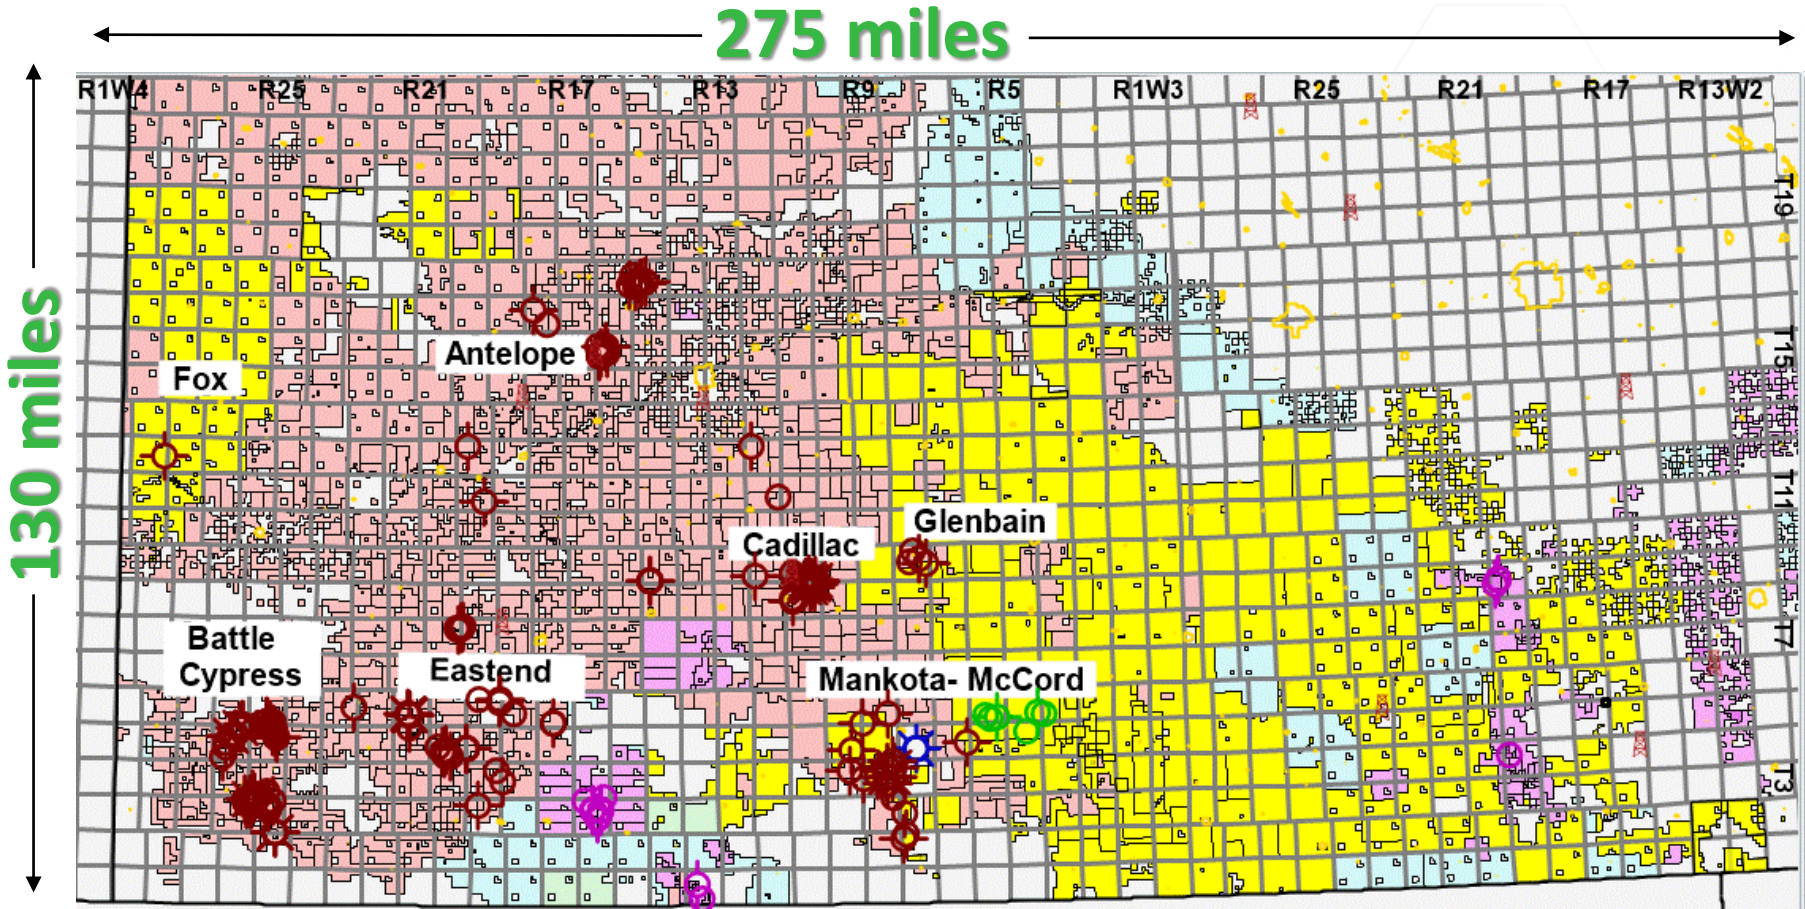 275 miles
130 miles
R1W4 R25 R21 R17 R13 R9 R5 R1W3 R25 R21 R17 R13W2
T19
T15
T11
T7
T3
Antelope
Fox
Glenbain
Cadillac
Battle
Cypress
Eastend
Mankota- McCord